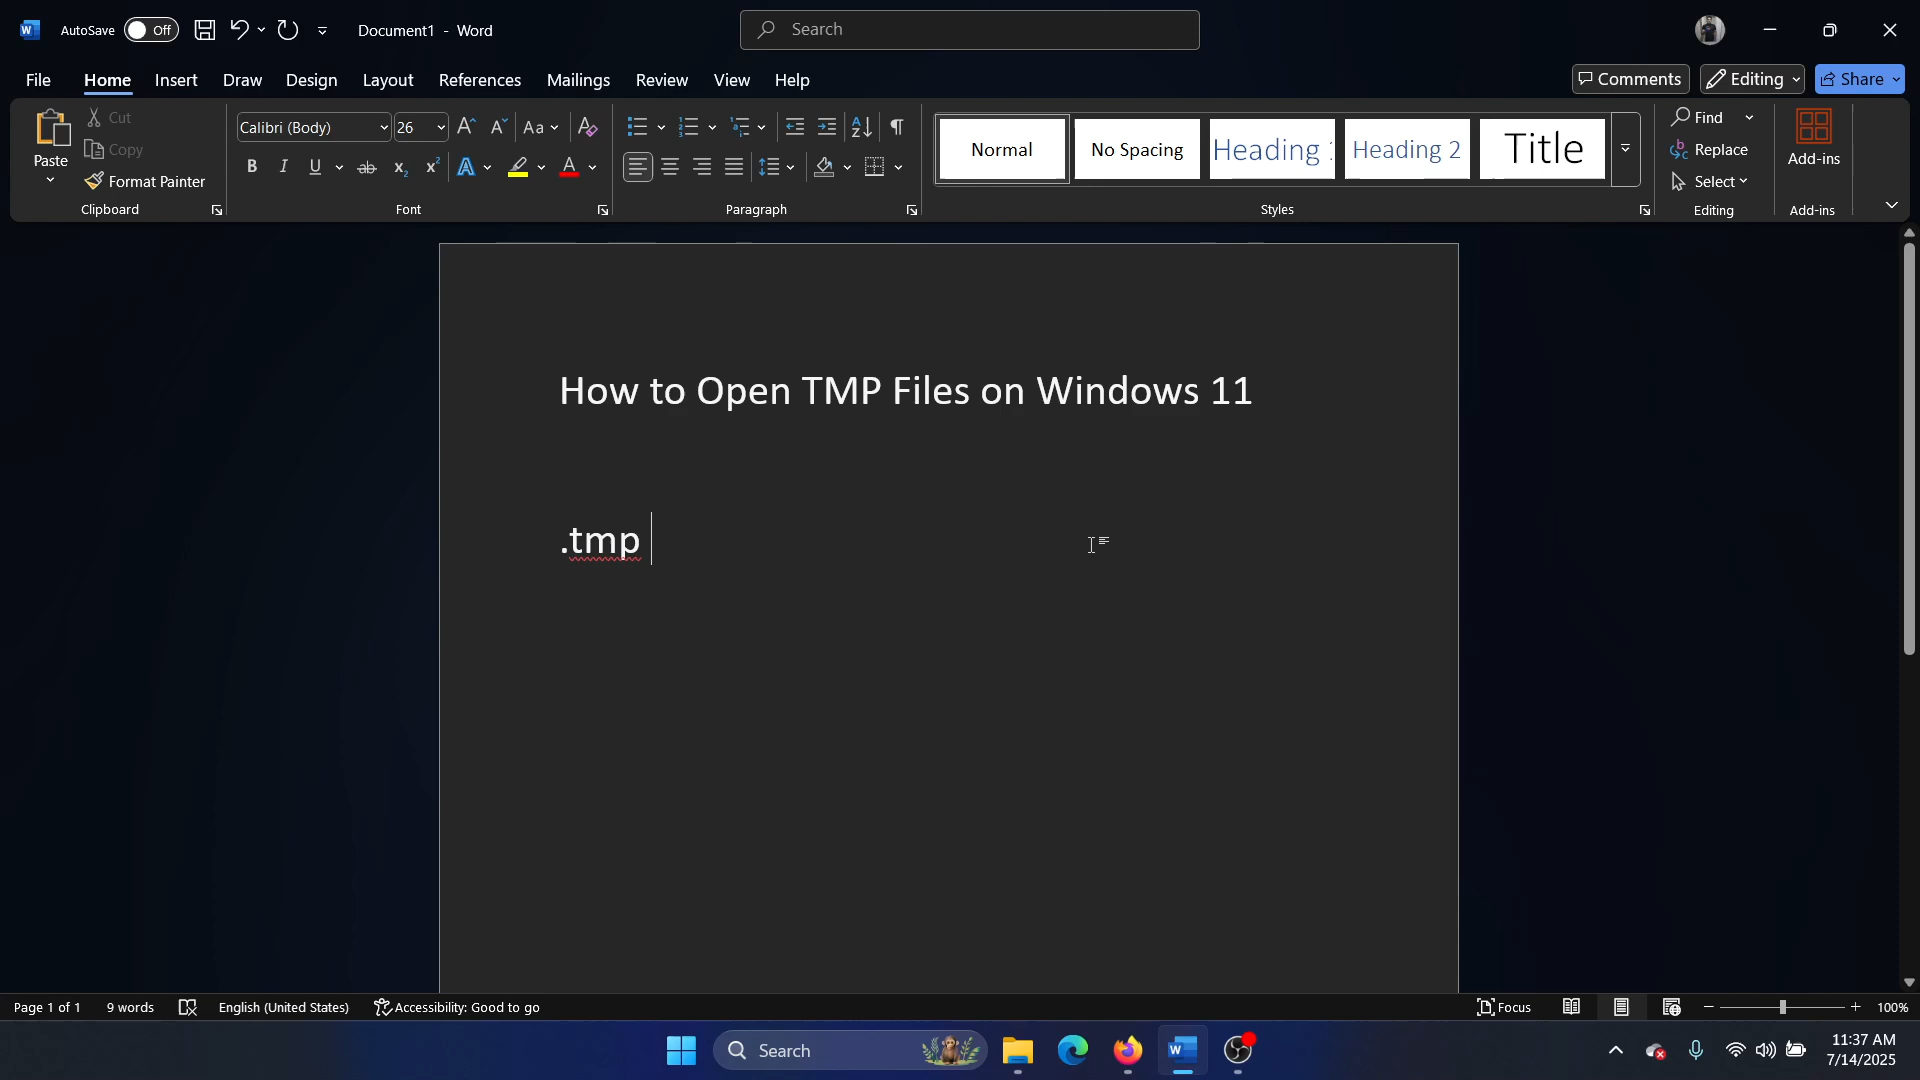 AutoSave Off Document1 - Word Search
File Home Insert Draw Design Layout References Mailings Review View Help Comments Editing Share
Paste
Cut
Copy
Format Painter
Clipboard
Calibri (Body) 26
Font
Paragraph
Normal No Spacing Heading 1 Heading 2 Title
Styles
Find
Replace
Select
Editing
Add-ins
Add-ins
How to Open TMP Files on Windows 11
.tmp
Page 1 of 1 9 words English (United States) Accessibility: Good to go Focus 100%
Search
11:37 AM
7/14/2025